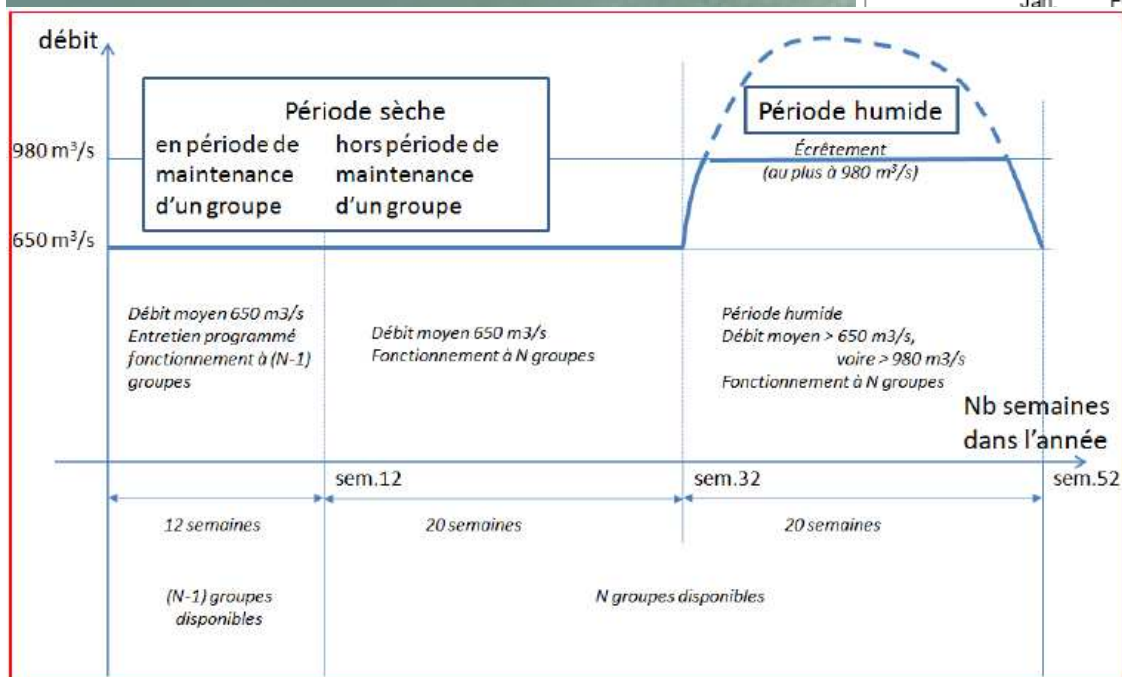 Jan
F
débit
Période sèche
en période de
maintenance
d'un groupe
hors période de
maintenance
d'un groupe
Période humide
980 m³/s
Écrêtement
(au plus à 980 m³/s)
650 m³/s
Débit moyen 650 m3/s
Entretien programmé
fonctionnement à (N-1)
groupes
Débit moyen 650 m3/s
Fonctionnement à N groupes
Période humide
Débit moyen > 650 m3/s,
voire > 980 m3/s
Fonctionnement à N groupes
Nb semaines
dans l'année
sem.12
sem.32
sem.52
12 semaines
20 semaines
20 semaines
(N-1) groupes
disponibles
N groupes disponibles